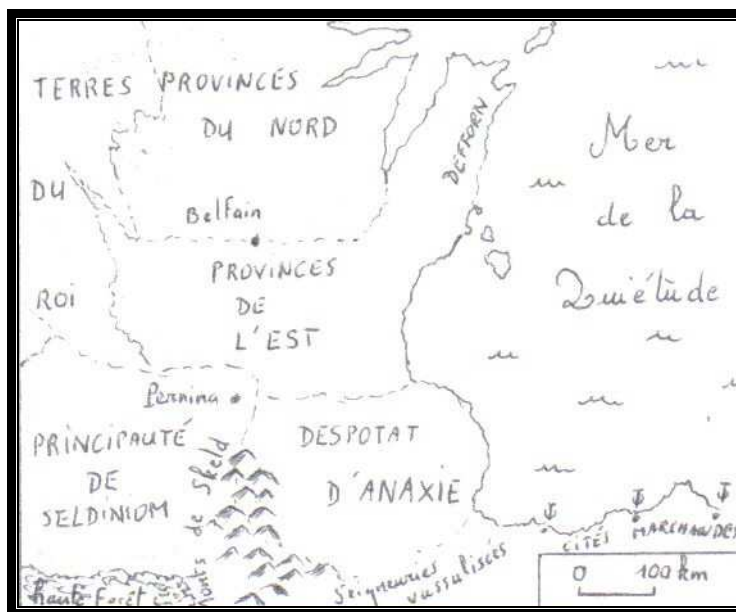 TERRES
DU
ROI
PROVINCES
DU NORD
DEFFORN
Mer
de la
Quiétude
Belfain
PROVINCES
DE
L'EST
Pernina
PRINCIPAUTÉ
DE
SELDINIOM
Monts de Skeld
DESPOTAT
D'ANAXIE
CITÉS MARCHANDES
Seigneuries
vassalisées
haute Forêt
0 100 km